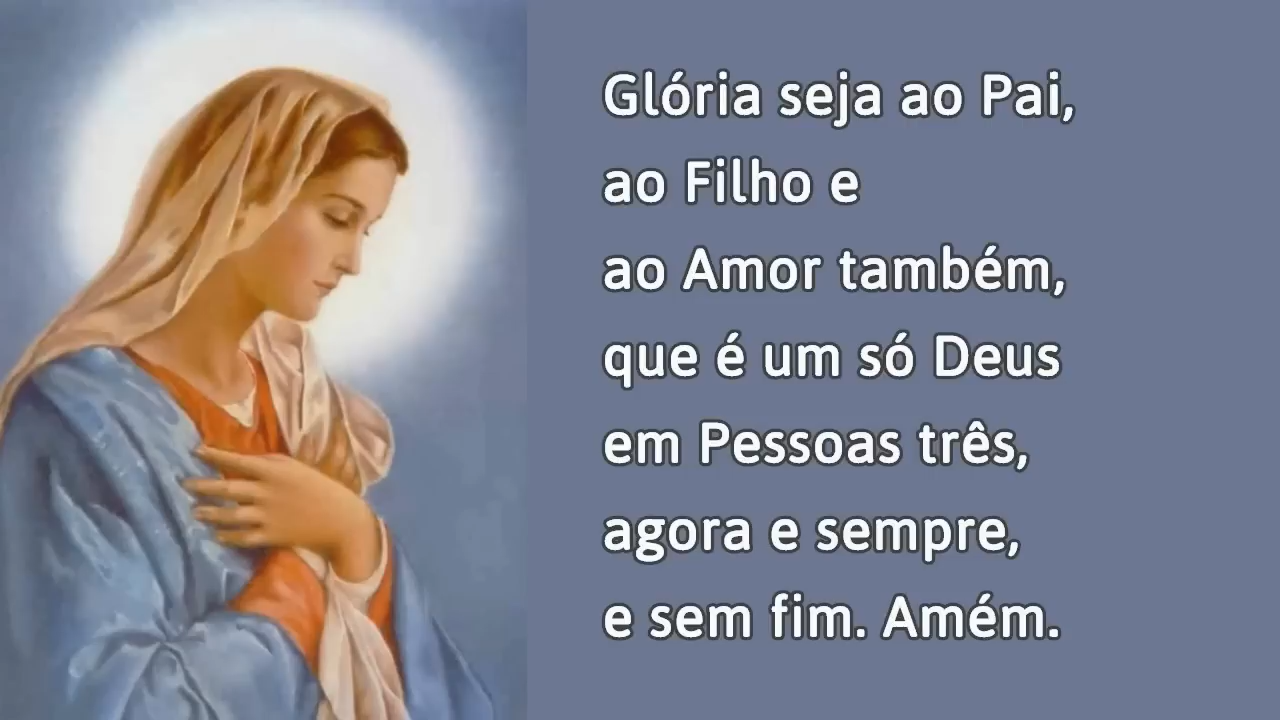 Glória seja ao Pai,
ao Filho e
ao Amor também,
que é um só Deus
em Pessoas três,
agora e sempre,
e sem fim. Amém.